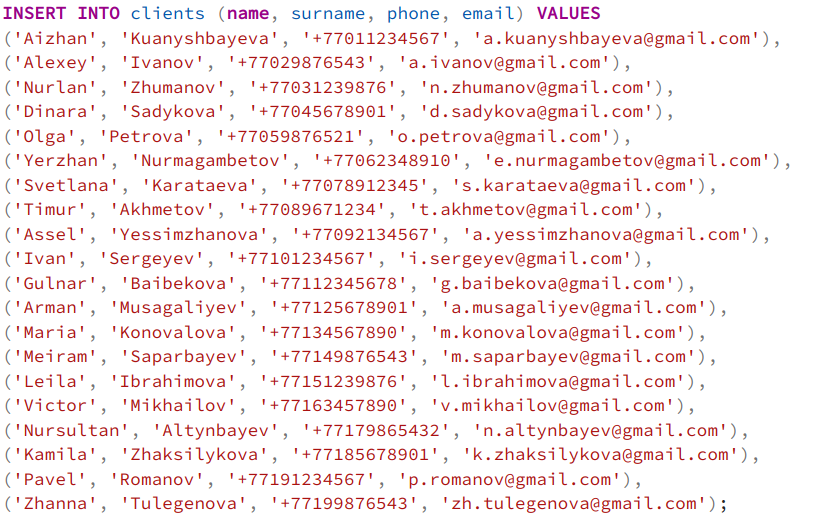 INSERT INTO clients (name, surname, phone, email) VALUES
('Aizhan', 'Kuanyshbayeva', '+77011234567', 'a.kuanyshbayeva@gmail.com'),
('Alexey', 'Ivanov', '+77029876543', 'a.ivanov@gmail.com'),
('Nurlan', 'Zhumanov', '+77031239876', 'n.zhumanov@gmail.com'),
('Dinara', 'Sadykova', '+77045678901', 'd.sadykova@gmail.com'),
('Olga', 'Petrova', '+77059876521', 'o.petrova@gmail.com'),
('Yerzhan', 'Nurmagambetov', '+77062348910', 'e.nurmagambetov@gmail.com'),
('Svetlana', 'Karataeva', '+77078912345', 's.karataeva@gmail.com'),
('Timur', 'Akhmetov', '+77089671234', 't.akhmetov@gmail.com'),
('Assel', 'Yessimzhanova', '+77092134567', 'a.yessimzhanova@gmail.com'),
('Ivan', 'Sergeyev', '+77101234567', 'i.sergeyev@gmail.com'),
('Gulnar', 'Baibekova', '+77112345678', 'g.baibekova@gmail.com'),
('Arman', 'Musagaliyev', '+77125678901', 'a.musagaliyev@gmail.com'),
('Maria', 'Konovalova', '+77134567890', 'm.konovalova@gmail.com'),
('Meiram', 'Saparbayev', '+77149876543', 'm.saparbayev@gmail.com'),
('Leila', 'Ibrahimova', '+77151239876', 'l.ibrahimova@gmail.com'),
('Victor', 'Mikhailov', '+77163457890', 'v.mikhailov@gmail.com'),
('Nursultan', 'Altynbayev', '+77179865432', 'n.altynbayev@gmail.com'),
('Kamila', 'Zhaksilykova', '+77185678901', 'k.zhaksilykova@gmail.com'),
('Pavel', 'Romanov', '+77191234567', 'p.romanov@gmail.com'),
('Zhanna', 'Tulegenova', '+77199876543', 'zh.tulegenova@gmail.com');